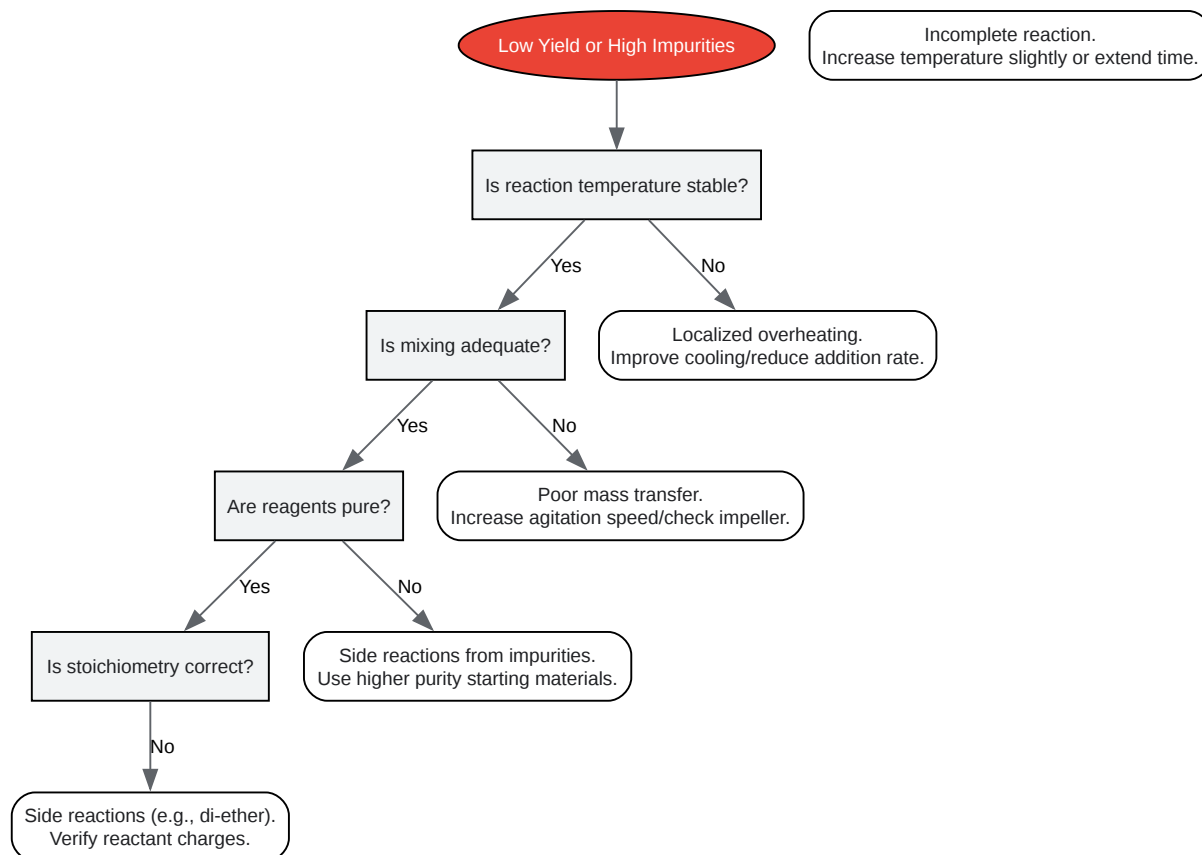 Low Yield or High Impurities
Incomplete reaction.
Increase temperature slightly or extend time.
Is reaction temperature stable?
Yes
No
Is mixing adequate?
Localized overheating.
Improve cooling/reduce addition rate.
Yes
No
Are reagents pure?
Poor mass transfer.
Increase agitation speed/check impeller.
Yes
No
Is stoichiometry correct?
Side reactions from impurities.
Use higher purity starting materials.
No
Side reactions (e.g., di-ether).
Verify reactant charges.